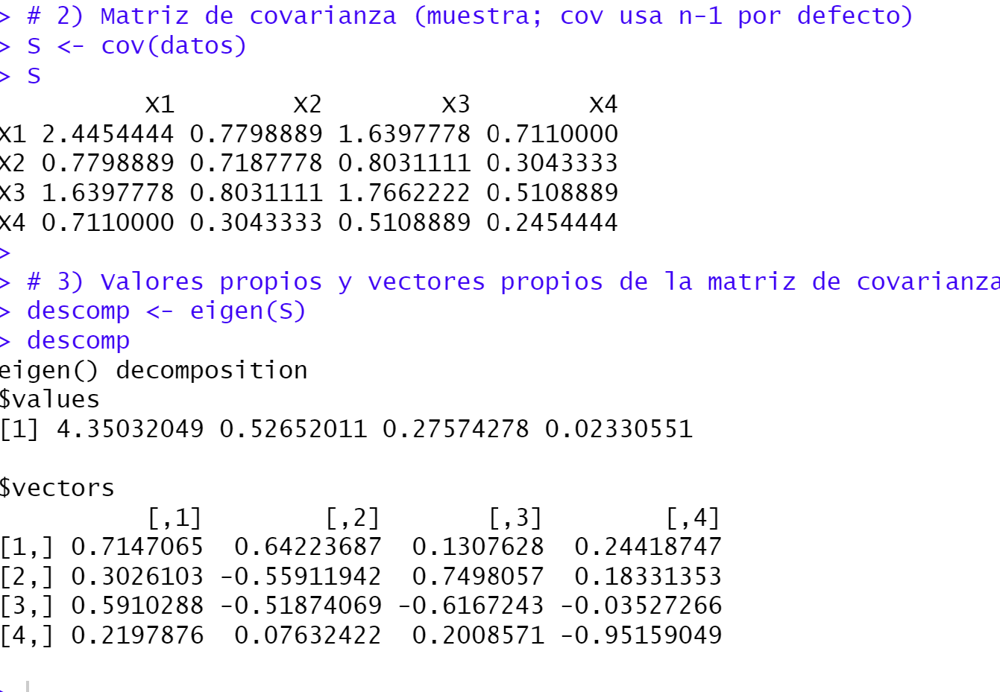 > # 2) Matriz de covarianza (muestra; cov usa n-1 por defecto)
> S <- cov(datos)
> S
X1 X2 X3 X4
X1 2.4454444 0.7798889 1.6397778 0.7110000
X2 0.7798889 0.7187778 0.8031111 0.3043333
X3 1.6397778 0.8031111 1.7662222 0.5108889
X4 0.7110000 0.3043333 0.5108889 0.2454444
>
> # 3) Valores propios y vectores propios de la matriz de covarianza
> descomp <- eigen(S)
> descomp
eigen() decomposition
$values
[1] 4.35032049 0.52652011 0.27574278 0.02330551
$vectors
[,1] [,2] [,3] [,4]
[1,] 0.7147065 0.64223687 0.1307628 0.24418747
[2,] 0.3026103 -0.55911942 0.7498057 0.18331353
[3,] 0.5910288 -0.51874069 -0.6167243 -0.03527266
[4,] 0.2197876 0.07632422 0.2008571 -0.95159049
>